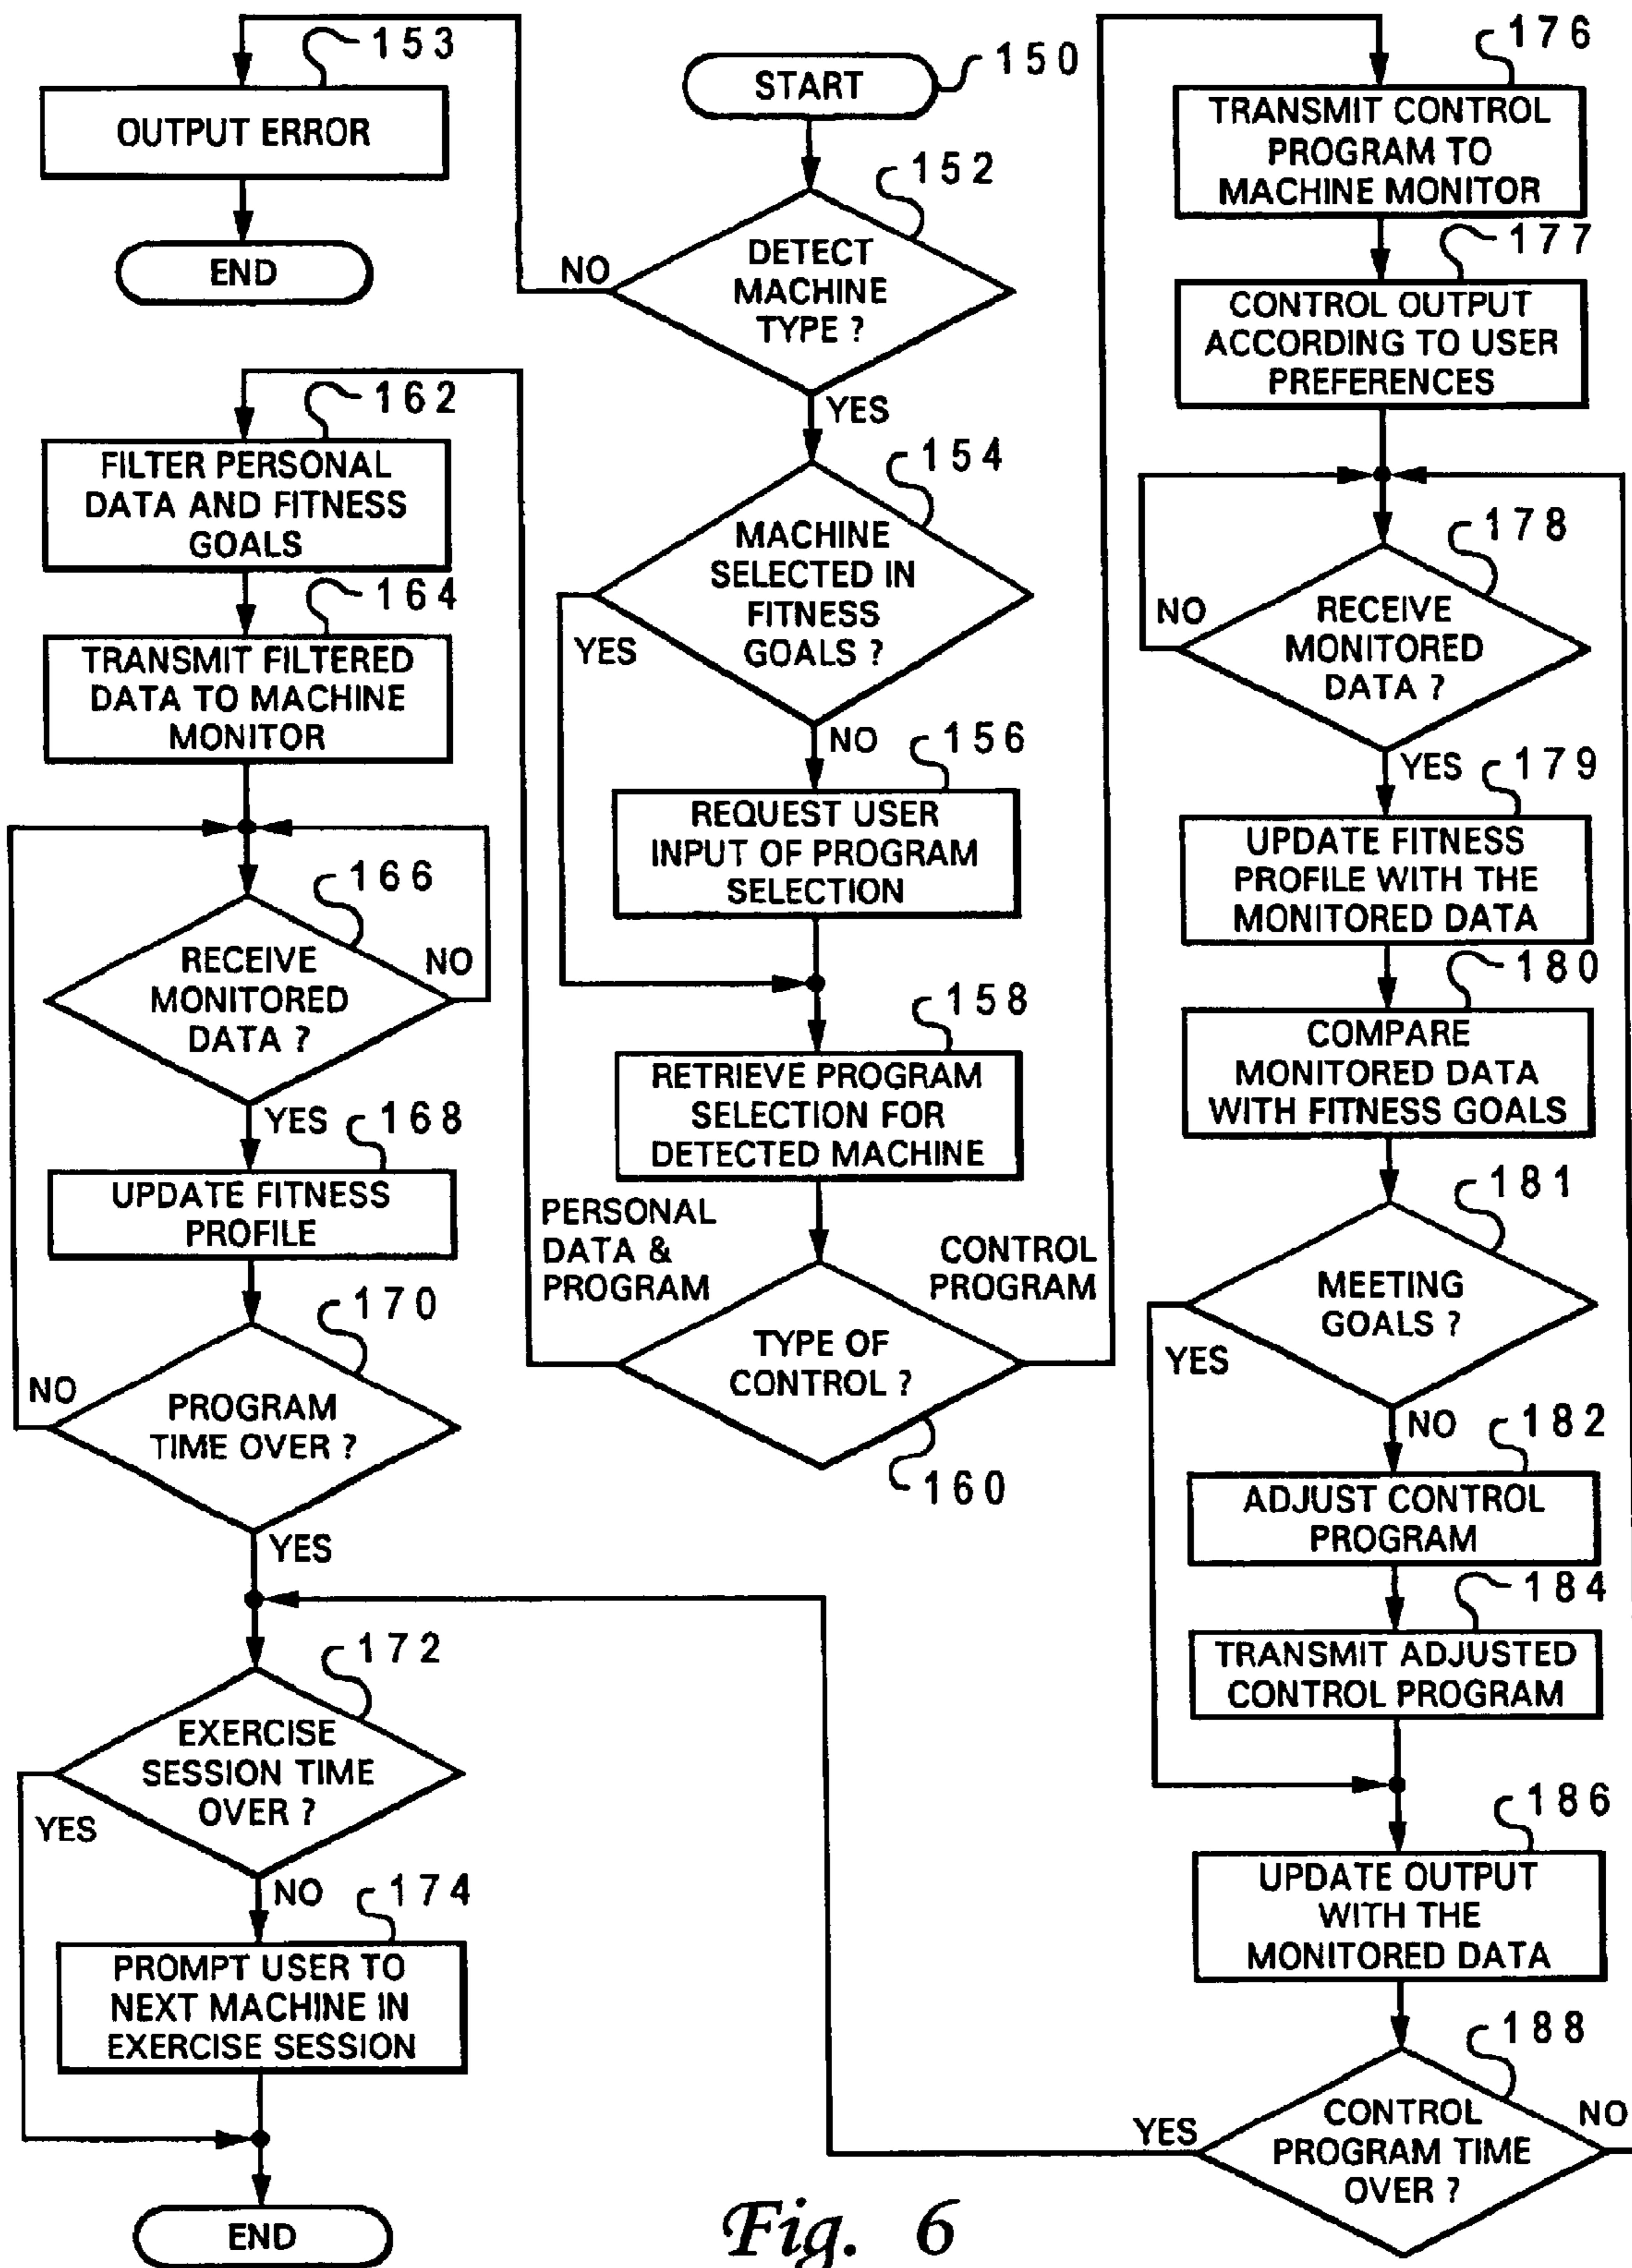 START
150
152
DETECT
MACHINE
TYPE ?
NO
YES
153
OUTPUT ERROR
END
154
MACHINE
SELECTED IN
FITNESS
GOALS ?
YES
NO
156
REQUEST USER
INPUT OF PROGRAM
SELECTION
158
RETRIEVE PROGRAM
SELECTION FOR
DETECTED MACHINE
PERSONAL
DATA &
PROGRAM
CONTROL
PROGRAM
TYPE OF
CONTROL ?
160
162
FILTER PERSONAL
DATA AND FITNESS
GOALS
164
TRANSMIT FILTERED
DATA TO MACHINE
MONITOR
166
RECEIVE
MONITORED
DATA ?
NO
YES
168
UPDATE FITNESS
PROFILE
170
NO
PROGRAM
TIME OVER ?
YES
172
EXERCISE
SESSION TIME
OVER ?
YES
NO
174
PROMPT USER TO
NEXT MACHINE IN
EXERCISE SESSION
END
176
TRANSMIT CONTROL
PROGRAM TO
MACHINE MONITOR
177
CONTROL OUTPUT
ACCORDING TO USER
PREFERENCES
178
NO
RECEIVE
MONITORED
DATA ?
YES
179
UPDATE FITNESS
PROFILE WITH THE
MONITORED DATA
180
COMPARE
MONITORED DATA
WITH FITNESS GOALS
181
MEETING
GOALS ?
YES
NO
182
ADJUST CONTROL
PROGRAM
184
TRANSMIT ADJUSTED
CONTROL PROGRAM
186
UPDATE OUTPUT
WITH THE
MONITORED DATA
188
YES
CONTROL
PROGRAM TIME
OVER ?
NO
Fig. 6